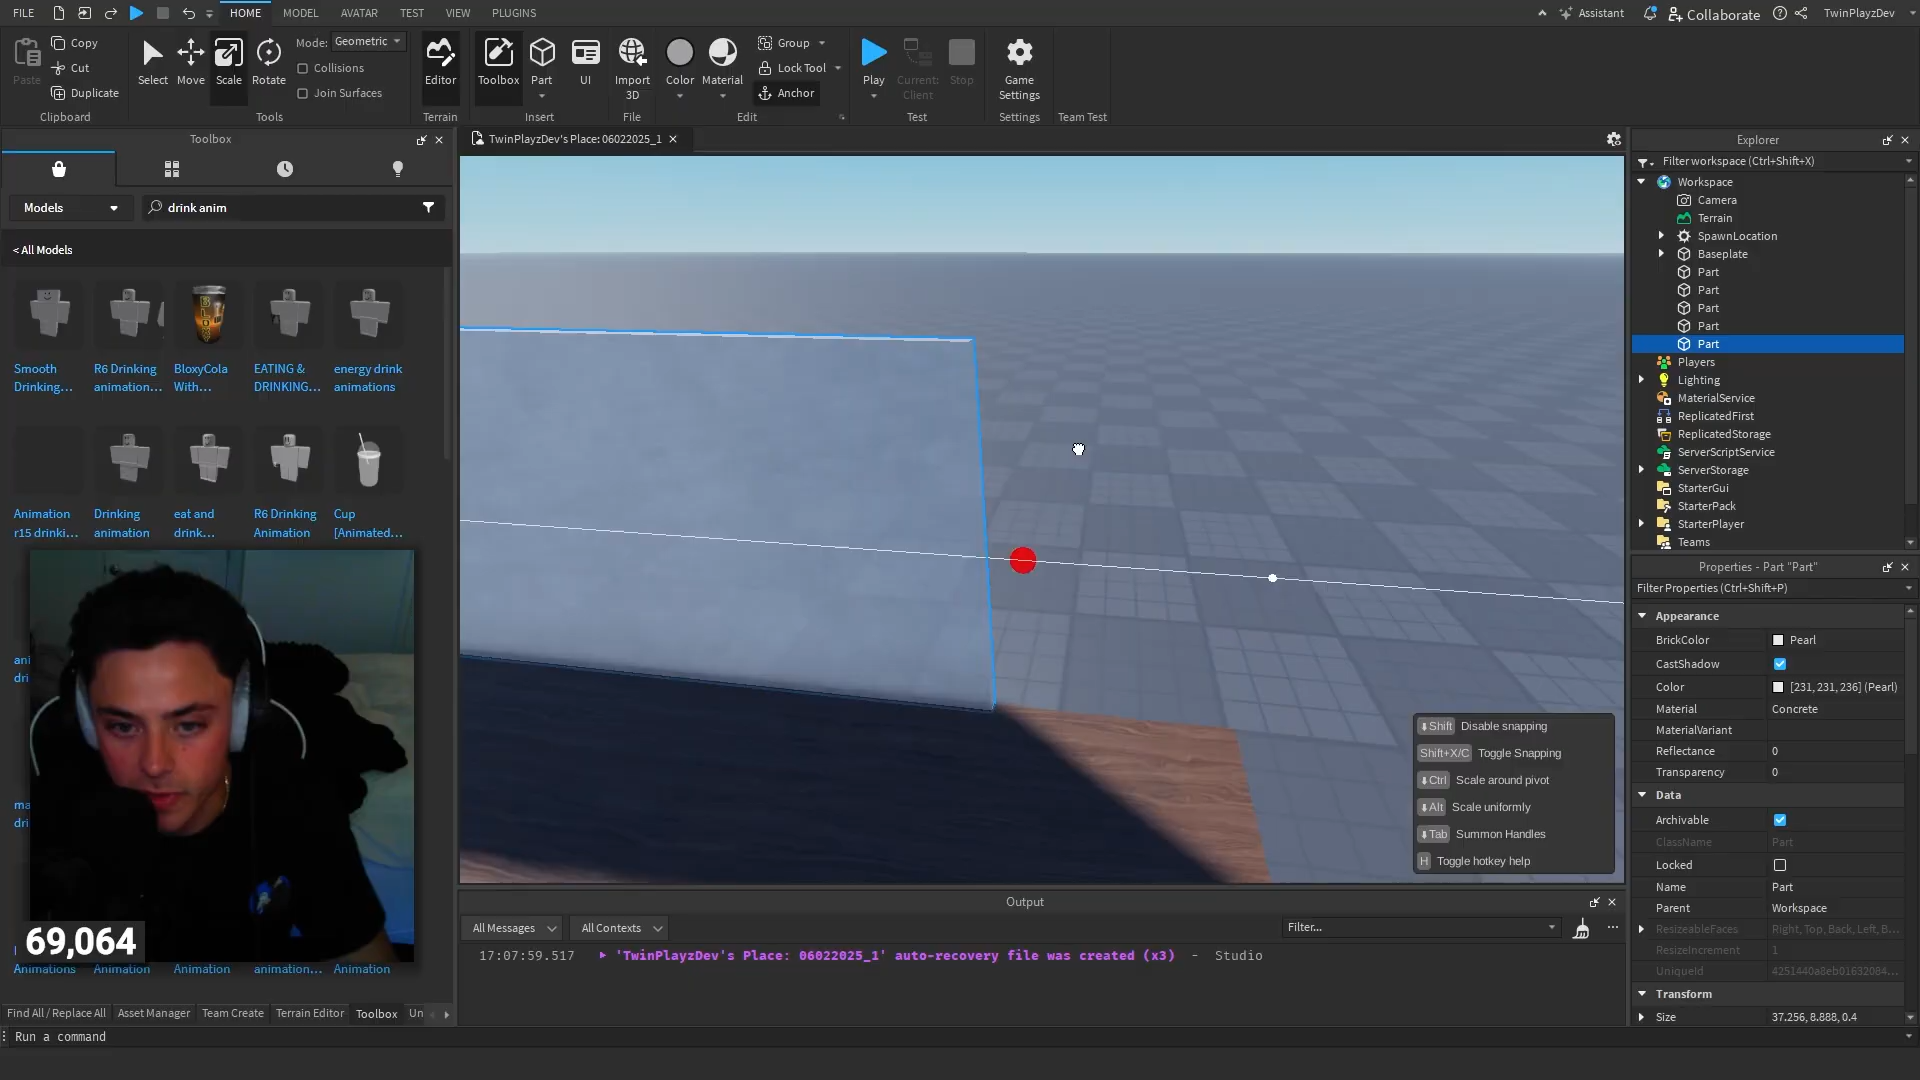 FILE HOME MODEL AVATAR TEST VIEW PLUGINS Assistant Collaborate TwinPlayzDev
Paste Copy Cut Duplicate Clipboard
Select Move Scale Rotate Mode: Geometric Collisions Join Surfaces Tools
Editor Terrain
Toolbox Part UI Insert
Import 3D File
Color Material Group Lock Tool Anchor Edit
Play Current: Client Stop Test
Game Settings Settings
Team Test
Toolbox
Models drink anim
< All Models
Smooth Drinking...
R6 Drinking animation...
BloxyCola With...
EATING & DRINKING...
energy drink animations
Animation r15 drinki...
Drinking animation
eat and drink...
R6 Drinking Animation
Cup [Animated...
ani
dri
ma
dri
69,064
Animations Animation Animation animation... Animation
Find All / Replace All Asset Manager Team Create Terrain Editor Toolbox Un
Run a command
TwinPlayzDev's Place: 06022025_1
Shift Disable snapping
Shift+X/C Toggle Snapping
Ctrl Scale around pivot
Alt Scale uniformly
Tab Summon Handles
H Toggle hotkey help
Output
All Messages All Contexts Filter...
17:07:59.517 'TwinPlayzDev's Place: 06022025_1' auto-recovery file was created (x3) - Studio
Explorer
Filter workspace (Ctrl+Shift+X)
Workspace
Camera
Terrain
SpawnLocation
Baseplate
Part
Part
Part
Part
Part
Players
Lighting
MaterialService
ReplicatedFirst
ReplicatedStorage
ServerScriptService
ServerStorage
StarterGui
StarterPack
StarterPlayer
Teams
Properties - Part "Part"
Filter Properties (Ctrl+Shift+P)
Appearance
BrickColor Pearl
CastShadow
Color [231, 231, 236] (Pearl)
Material Concrete
MaterialVariant
Reflectance 0
Transparency 0
Data
Archivable
ClassName Part
Locked
Name Part
Parent Workspace
ResizeableFaces Right, Top, Back, Left, B...
ResizeIncrement 1
UniqueId 4251440a8eb01632084...
Transform
Size 37.256, 8.888, 0.4